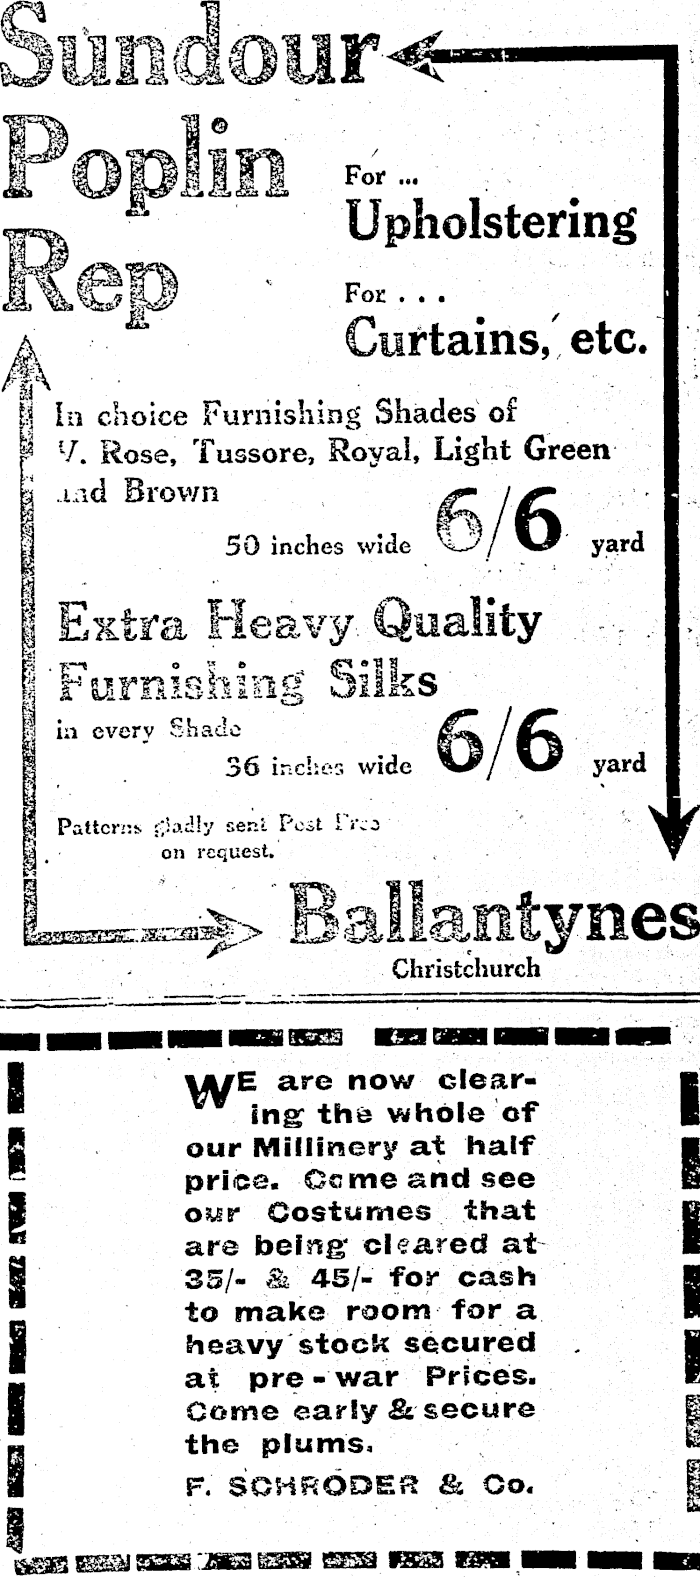 Sundour
Poplin
Rep
For ...
Upholstering
For . . .
Curtains, etc.
In choice Furnishing Shades of
V. Rose, Tussore, Royal, Light Green
and Brown
50 inches wide 6/6 yard
Extra Heavy Quality
Furnishing Silks
in every Shade
36 inches wide 6/6 yard
Patterns gladly sent Post Free
on request.
Ballantynes
Christchurch
WE are now clear-
ing the whole of
our Millinery at half
price. Come and see
our Costumes that
are being cleared at
35/- & 45/- for cash
to make room for a
heavy stock secured
at pre-war Prices.
Come early & secure
the plums.
F. SCHRODER & Co.